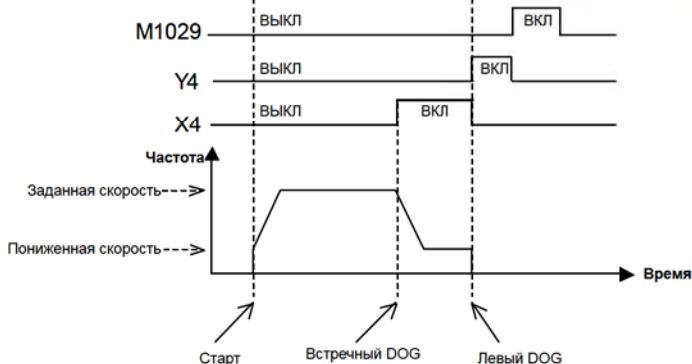 M1029 ВЫКЛ ВКЛ
Y4 ВЫКЛ ВКЛ
X4 ВЫКЛ ВКЛ
Частота
Заданная скорость
Пониженная скорость
Время
Старт Встречный DOG Левый DOG